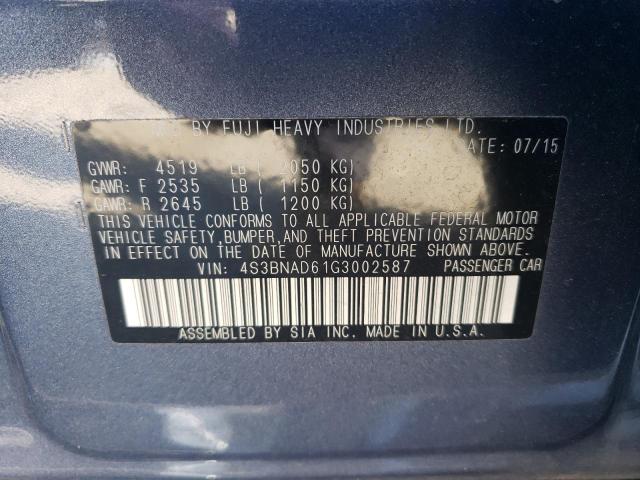 MFD BY FUJI HEAVY INDUSTRIES LTD.
DATE: 07/15
GVWR: 4519 LB ( 2050 KG)
GAWR: F 2535 LB ( 1150 KG)
GAWR: R 2645 LB ( 1200 KG)
THIS VEHICLE CONFORMS TO ALL APPLICABLE FEDERAL MOTOR
VEHICLE SAFETY, BUMPER, AND THEFT PREVENTION STANDARDS
IN EFFECT ON THE DATE OF MANUFACTURE SHOWN ABOVE.
VIN: 4S3BNAD61G3002587 PASSENGER CAR
ASSEMBLED BY SIA INC. MADE IN U.S.A.